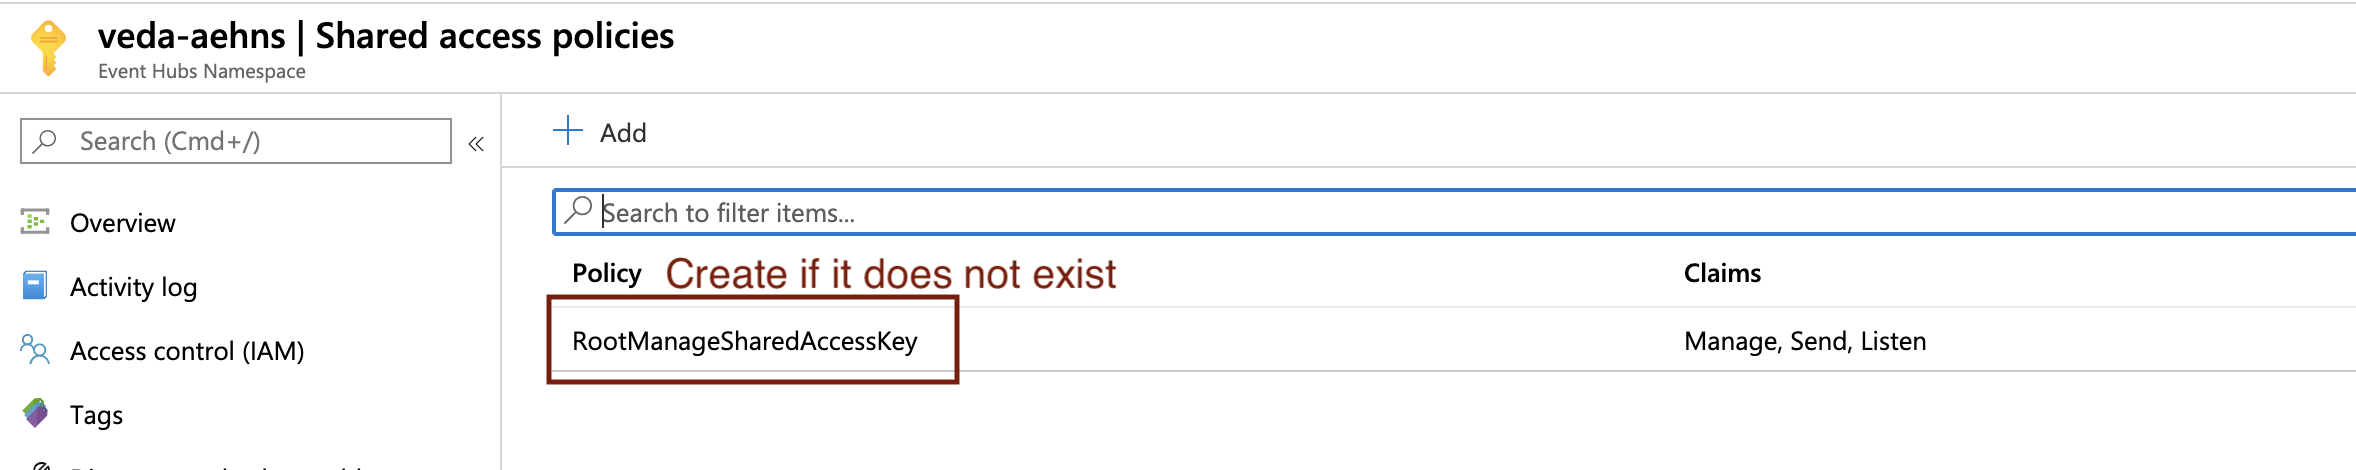 veda-aehns | Shared access policies
Event Hubs Namespace
Search (Cmd+/)
«
Add
Overview
Search to filter items...
Activity log
Policy
Create if it does not exist
Claims
Access control (IAM)
RootManageSharedAccessKey
Manage, Send, Listen
Tags